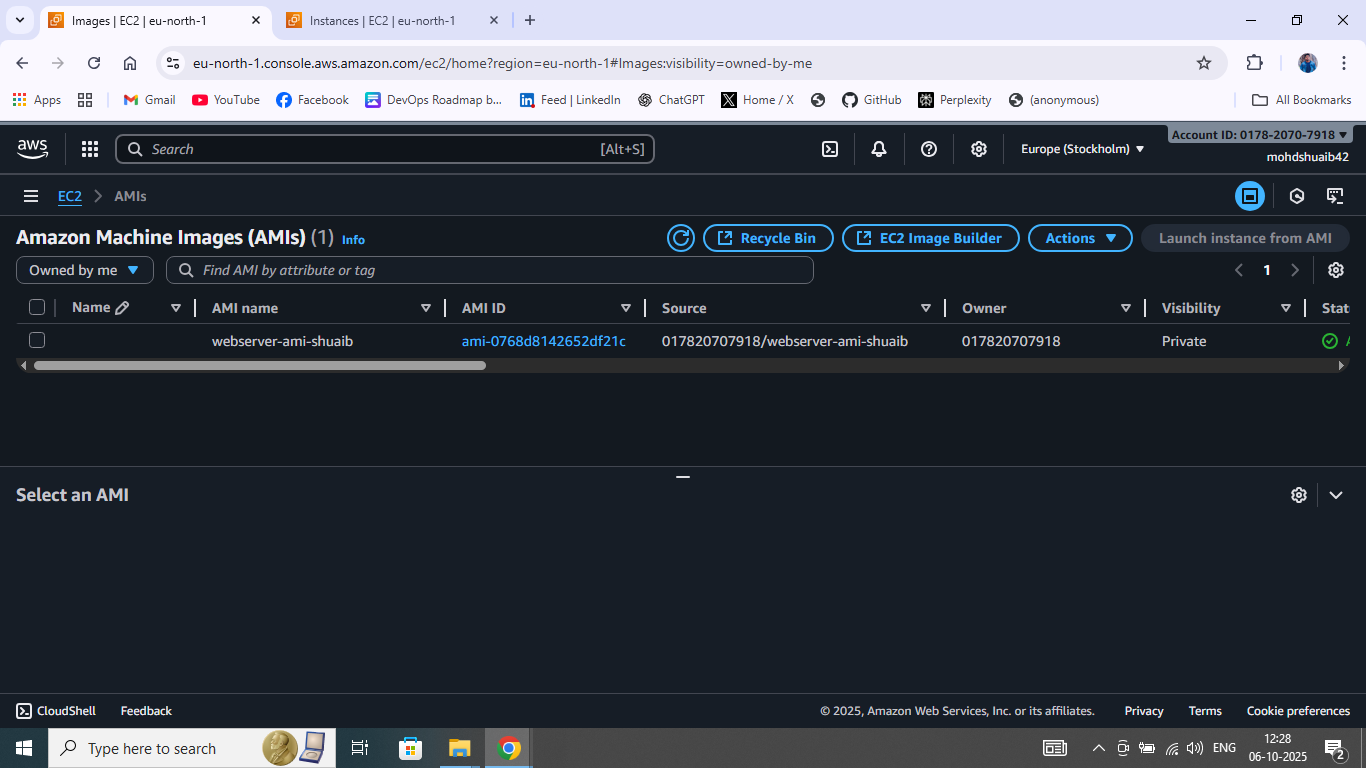 Images | EC2 | eu-north-1
Instances | EC2 | eu-north-1
eu-north-1.console.aws.amazon.com/ec2/home?region=eu-north-1#Images:visibility=owned-by-me
Apps Gmail YouTube Facebook DevOps Roadmap b... Feed | LinkedIn ChatGPT Home / X GitHub Perplexity (anonymous) All Bookmarks
aws Search [Alt+S] Europe (Stockholm) Account ID: 0178-2070-7918
mohdshuaib42
EC2 AMIs
Amazon Machine Images (AMIs) (1) Info Recycle Bin EC2 Image Builder Actions Launch instance from AMI
Owned by me Find AMI by attribute or tag 1
Name AMI name AMI ID Source Owner Visibility Stat
webserver-ami-shuaib ami-0768d8142652df21c 017820707918/webserver-ami-shuaib 017820707918 Private
Select an AMI
CloudShell Feedback © 2025, Amazon Web Services, Inc. or its affiliates. Privacy Terms Cookie preferences
Type here to search ENG 12:28
06-10-2025 2